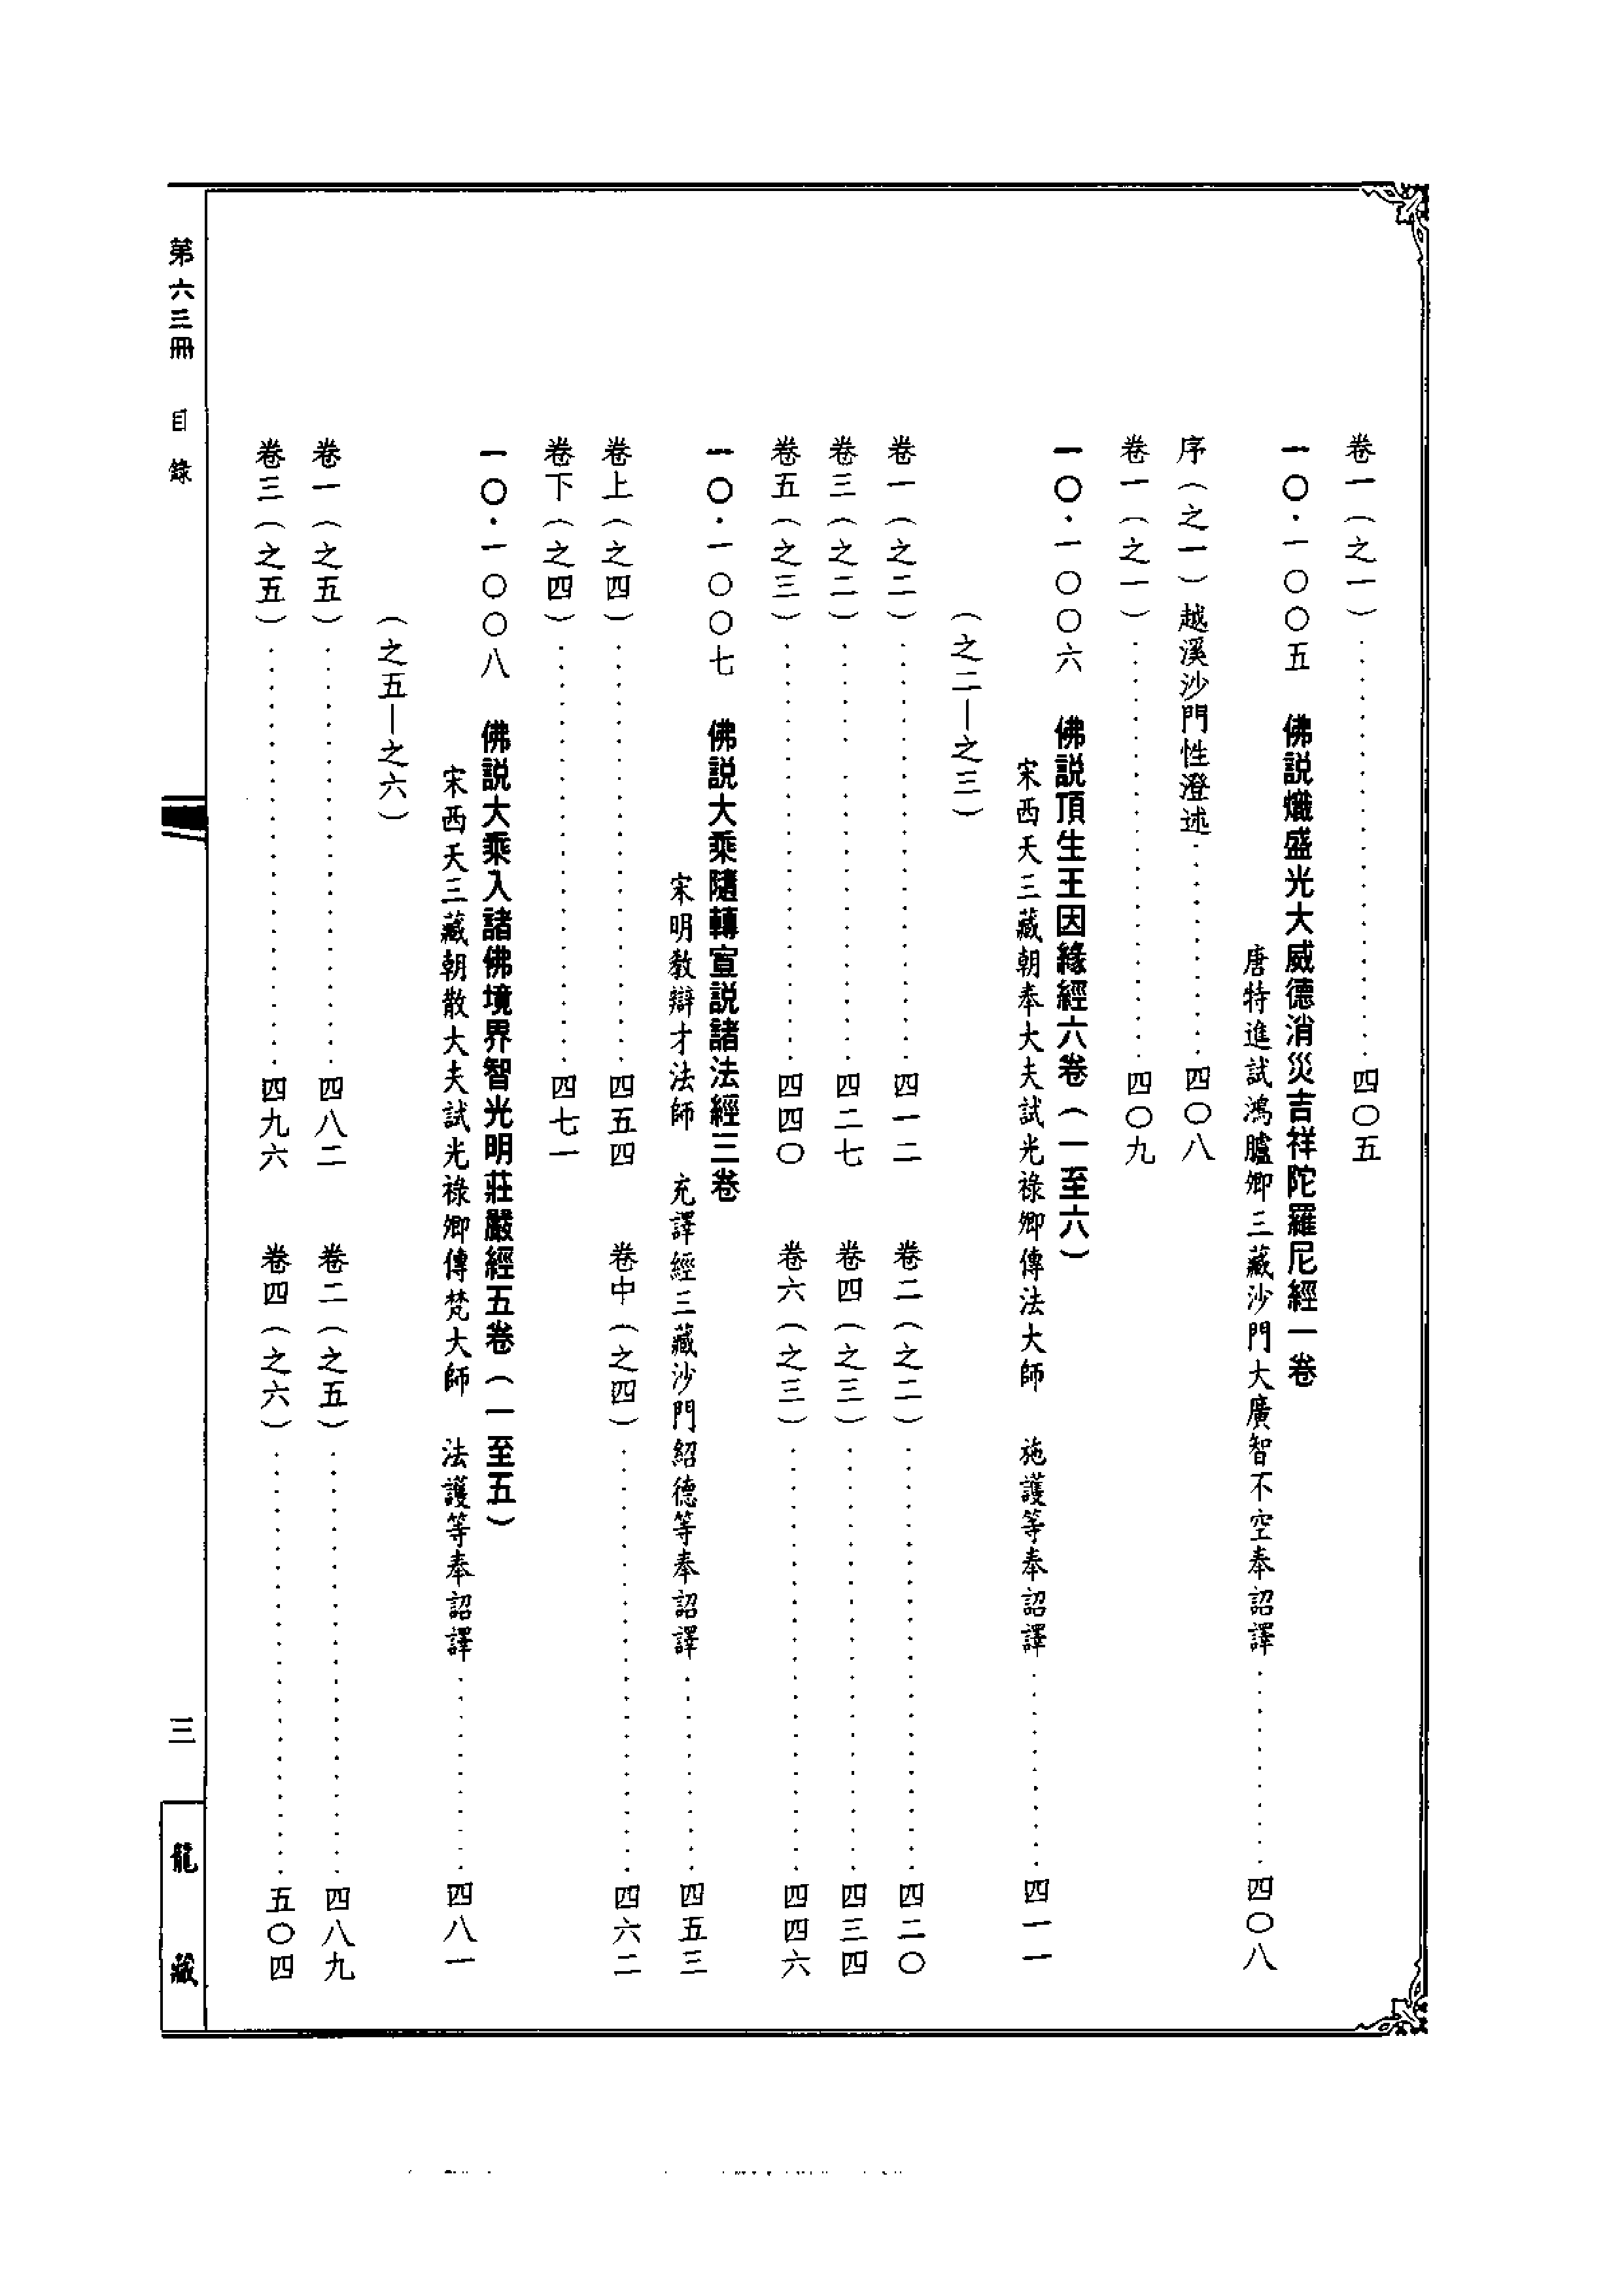 卷一（之一）……四〇五
一〇·一〇〇五　佛説熾盛光大威德消災吉祥陀羅尼經一卷
唐特進試鴻臚卿三藏沙門大廣智不空奉詔譯……四〇八
序（之一）越溪沙門性澄述……四〇八
卷一（之一）……四〇九
一〇·一〇〇六　佛説頂生王因緣經六卷（一至六）
宋西天三藏朝奉大夫試光祿卿傳法大師　施護等奉詔譯……四一一
（之二—之三）
卷一（之二）……四一二　卷二（之二）……四二〇
卷三（之二）……四二七　卷四（之三）……四三四
卷五（之三）……四四〇　卷六（之三）……四四六
一〇·一〇〇七　佛説大乘隨轉宣説諸法經三卷
宋明教辯才法師　充譯經三藏沙門紹德等奉詔譯……四五三
卷上（之四）……四五四　卷中（之四）……四六二
卷下（之四）……四七一
一〇·一〇〇八　佛説大乘入諸佛境界智光明莊嚴經五卷（一至五）
宋西天三藏朝散大夫試光祿卿傳梵大師　法護等奉詔譯……四八一
（之五—之六）
卷一（之五）……四八二　卷二（之五）……四八九
卷三（之五）……四九六　卷四（之六）……五〇四
第六三冊　目錄
三
龍藏